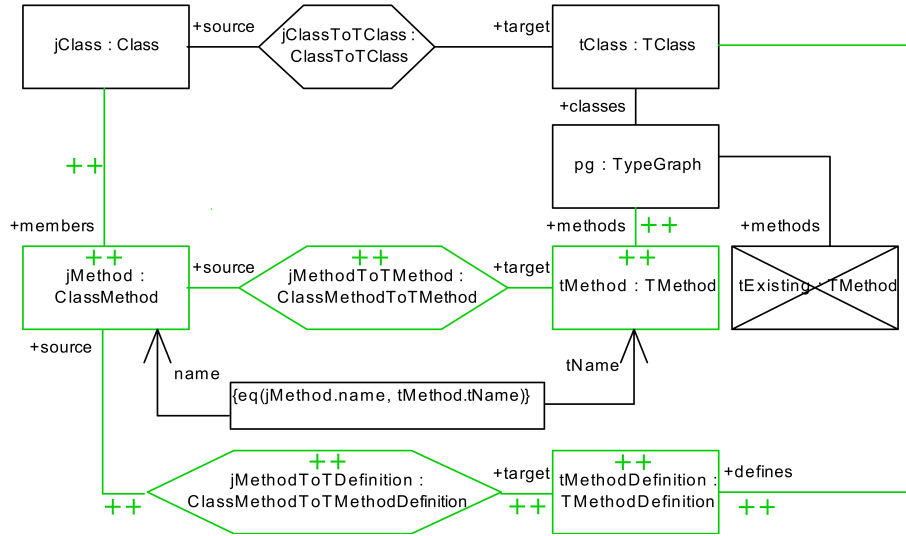 +source
+target
jClass : Class
jClassToTClass :
ClassToTClass
tClass : TClass
+classes
++
pg : TypeGraph
+members
+methods
++
+methods
++
++
++
jMethod :
ClassMethod
+source
jMethodToTMethod :
ClassMethodToTMethod
+target
tMethod : TMethod
tExisting : TMethod
+source
name
tName
{eq(jMethod.name, tMethod.tName)}
++
++
jMethodToTDefinition :
ClassMethodToTMethodDefinition
+target
tMethodDefinition :
TMethodDefinition
+defines
++
++
++